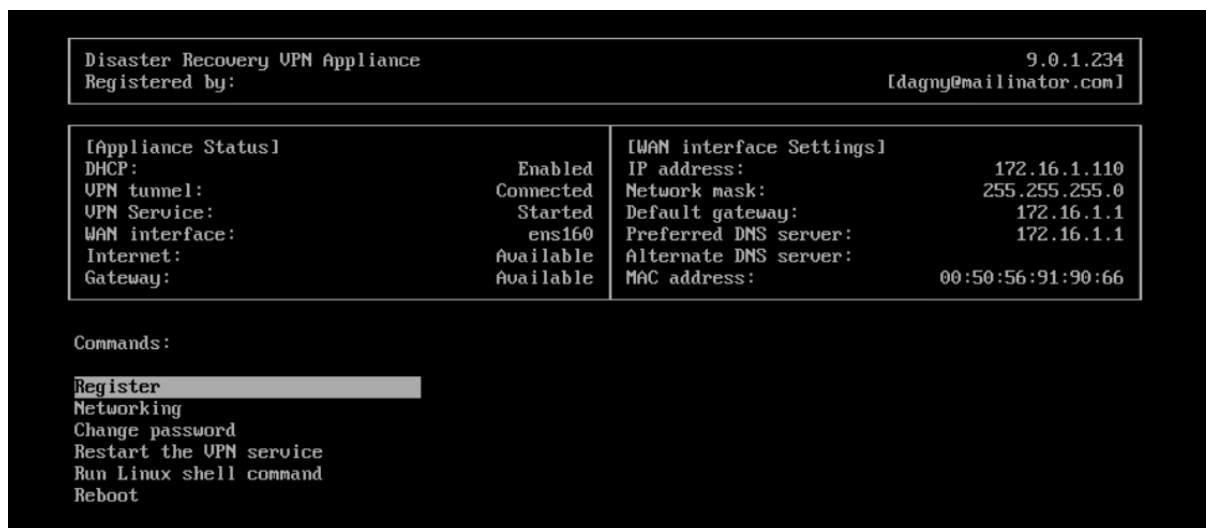 Disaster Recovery VPN Appliance 9.0.1.234
Registered by: [dagny@mailinator.com]
[Appliance Status]
DHCP: Enabled
VPN tunnel: Connected
VPN Service: Started
WAN interface: ens160
Internet: Available
Gateway: Available
[WAN interface Settings]
IP address: 172.16.1.110
Network mask: 255.255.255.0
Default gateway: 172.16.1.1
Preferred DNS server: 172.16.1.1
Alternate DNS server:
MAC address: 00:50:56:91:90:66
Commands:
Register
Networking
Change password
Restart the VPN service
Run Linux shell command
Reboot